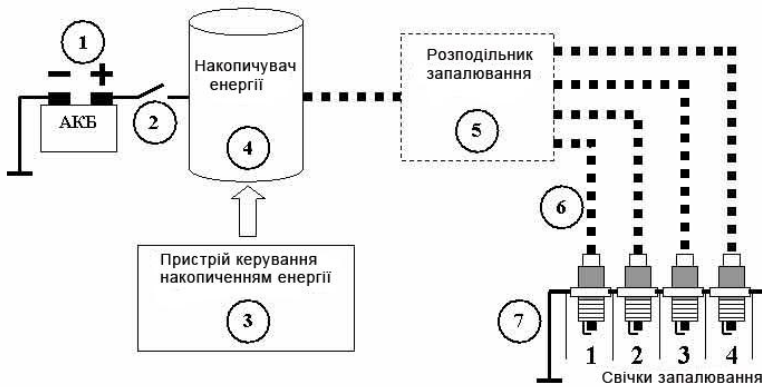 1
− +
АКБ
2
Накопичувач
енергії
4
Розподільник
запалювання
5
Пристрій керування
накопиченням енергії
3
6
7
1 2 3 4
Свічки запалювання